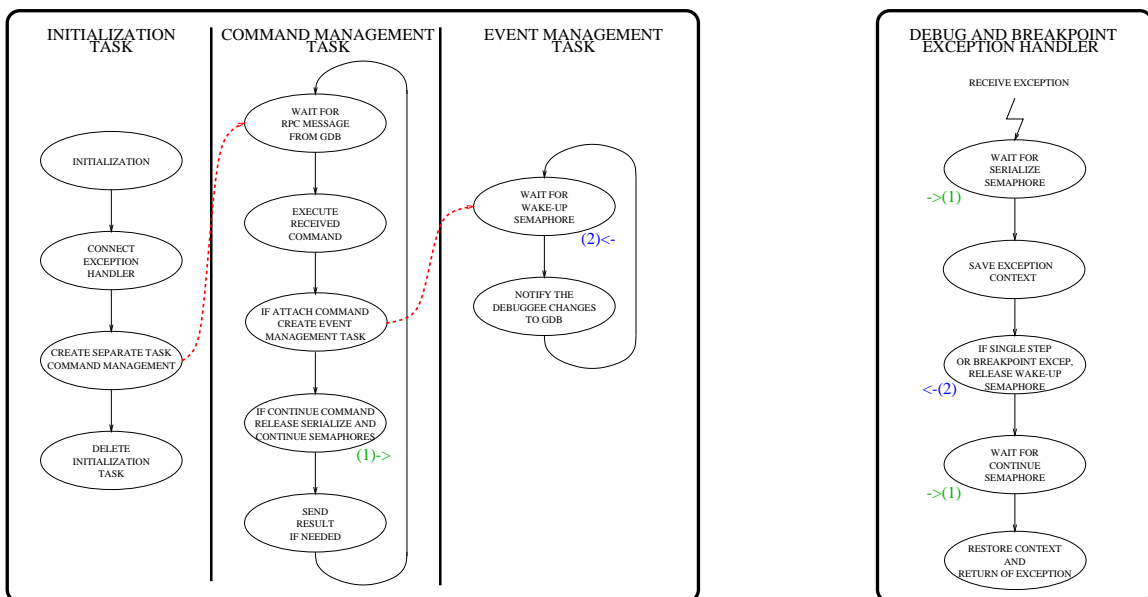 INITIALIZATION
TASK
INITIALIZATION
CONNECT
EXCEPTION
HANDLER
CREATE SEPARATE TASK
COMMAND MANAGEMENT
DELETE
INITIALIZATION
TASK
COMMAND MANAGEMENT
TASK
WAIT FOR
RPC MESSAGE
FROM GDB
EXECUTE
RECEIVED
COMMAND
IF ATTACH COMMAND
CREATE EVENT
MANAGEMENT TASK
IF CONTINUE COMMAND
RELEASE SERIALIZE AND
CONTINUE SEMAPHORES
(1)->
SEND
RESULT
IF NEEDED
EVENT MANAGEMENT
TASK
WAIT FOR
WAKE-UP
SEMAPHORE
(2)<-
NOTIFY THE
DEBUGGEE CHANGES
TO GDB
DEBUG AND BREAKPOINT
EXCEPTION HANDLER
RECEIVE EXCEPTION
WAIT FOR
SERIALIZE
SEMAPHORE
->(1)
SAVE EXCEPTION
CONTEXT
IF SINGLE STEP
OR BREAKPOINT EXCEP,
RELEASE WAKE-UP
SEMAPHORE
<-(2)
WAIT FOR
CONTINUE
SEMAPHORE
->(1)
RESTORE CONTEXT
AND
RETURN OF EXCEPTION